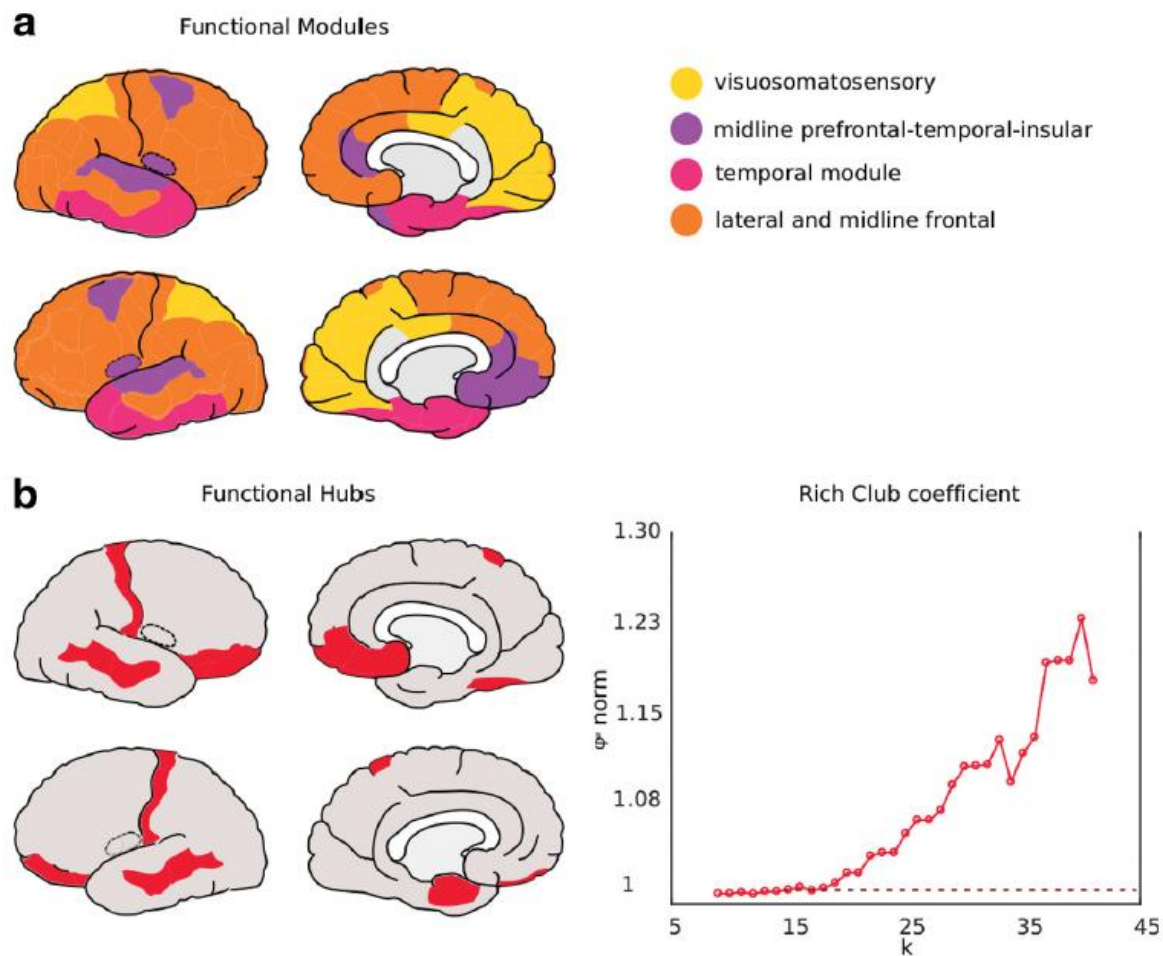 a
Functional Modules
visuosomatosensory
midline prefrontal-temporal-insular
temporal module
lateral and midline frontal
b
Functional Hubs
Rich Club coefficient
1.30
1.23
1.15
1.08
1
φʷ norm
5 15 25 35 45
k